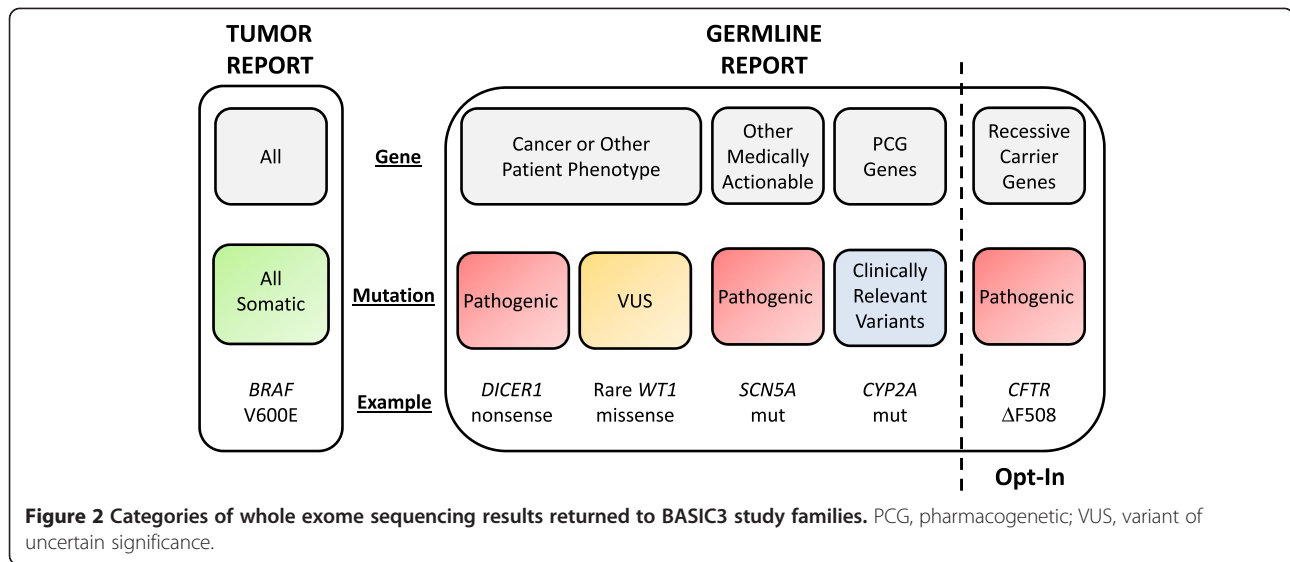 TUMOR
REPORT
GERMLINE
REPORT
All
Gene
Cancer or Other
Patient Phenotype
Other
Medically
Actionable
PCG
Genes
Recessive
Carrier
Genes
All
Somatic
Mutation
Pathogenic
VUS
Pathogenic
Clinically
Relevant
Variants
Pathogenic
BRAF
V600E
Example
DICER1
nonsense
Rare WT1
missense
SCN5A
mut
CYP2A
mut
CFTR
ΔF508
Opt-In
Figure 2 Categories of whole exome sequencing results returned to BASIC3 study families. PCG, pharmacogenetic; VUS, variant of
uncertain significance.